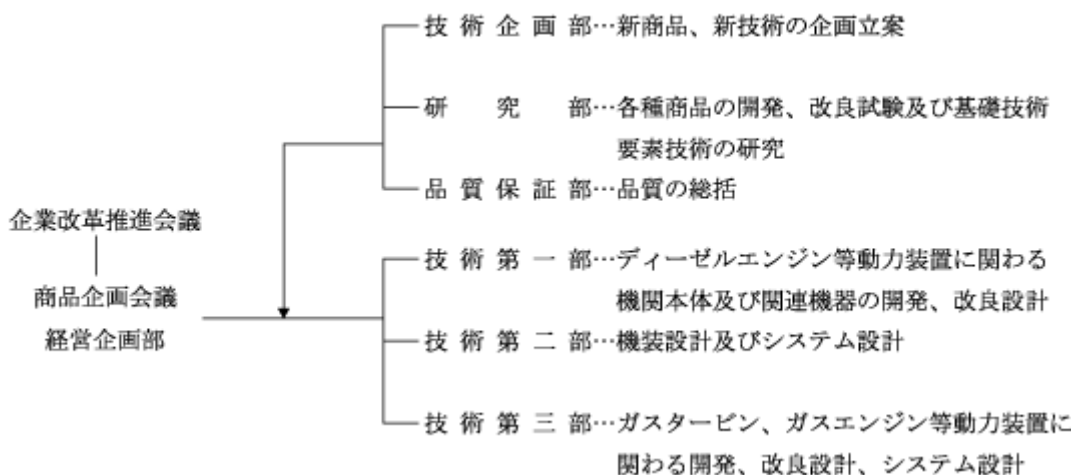 技術企画部…新商品、新技術の企画立案
研究部…各種商品の開発、改良試験及び基礎技術
要素技術の研究
品質保証部…品質の総括
企業改革推進会議
商品企画会議
経営企画部
技術第一部…ディーゼルエンジン等動力装置に関わる
機関本体及び関連機器の開発、改良設計
技術第二部…機装設計及びシステム設計
技術第三部…ガスタービン、ガスエンジン等動力装置に
関わる開発、改良設計、システム設計